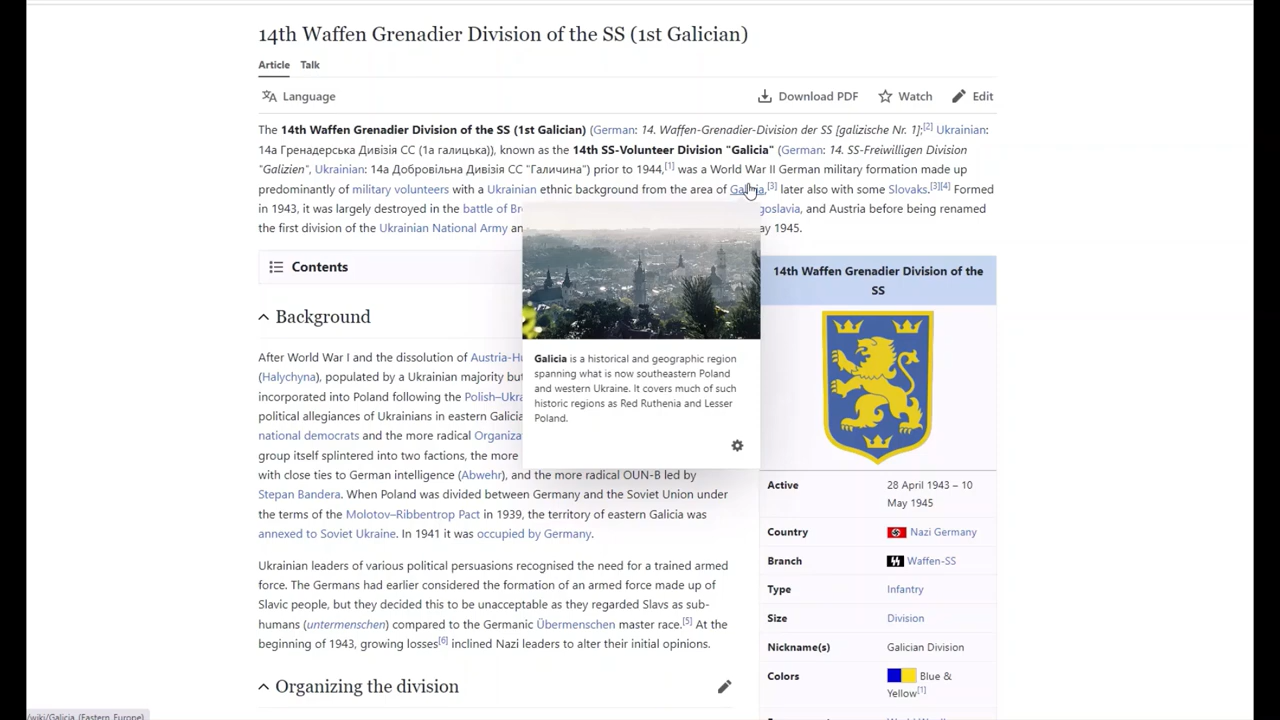 14th Waffen Grenadier Division of the SS (1st Galician)
Article Talk
Language Download PDF Watch Edit
The 14th Waffen Grenadier Division of the SS (1st Galician) (German: 14. Waffen-Grenadier-Division der SS [galizische Nr. 1];[2] Ukrainian:
14а Гренадерська Дивізія СС (1а галицька)), known as the 14th SS-Volunteer Division "Galicia" (German: 14. SS-Freiwilligen Division
"Galizien", Ukrainian: 14а Добровільна Дивізія СС "Галичина") prior to 1944,[1] was a World War II German military formation made up
predominantly of military volunteers with a Ukrainian ethnic background from the area of Galicia,[3] later also with some Slovaks.[3][4] Formed
in 1943, it was largely destroyed in the battle of Br goslavia, and Austria before being renamed
the first division of the Ukrainian National Army an y 1945.
Contents
Background
After World War I and the dissolution of Austria-Hu
(Halychyna), populated by a Ukrainian majority but
incorporated into Poland following the Polish–Ukra
political allegiances of Ukrainians in eastern Galicia
national democrats and the more radical Organiza
group itself splintered into two factions, the more
with close ties to German intelligence (Abwehr), and the more radical OUN-B led by
Stepan Bandera. When Poland was divided between Germany and the Soviet Union under
the terms of the Molotov–Ribbentrop Pact in 1939, the territory of eastern Galicia was
annexed to Soviet Ukraine. In 1941 it was occupied by Germany.
Ukrainian leaders of various political persuasions recognised the need for a trained armed
force. The Germans had earlier considered the formation of an armed force made up of
Slavic people, but they decided this to be unacceptable as they regarded Slavs as sub-
humans (untermenschen) compared to the Germanic Übermenschen master race.[5] At the
beginning of 1943, growing losses[6] inclined Nazi leaders to alter their initial opinions.
Organizing the division
Galicia is a historical and geographic region
spanning what is now southeastern Poland
and western Ukraine. It covers much of such
historic regions as Red Ruthenia and Lesser
Poland.
14th Waffen Grenadier Division of the
SS
Active 28 April 1943 – 10
May 1945
Country Nazi Germany
Branch Waffen-SS
Type Infantry
Size Division
Nickname(s) Galician Division
Colors Blue &
Yellow[1]
/wiki/Galicia_(Eastern_Europe)